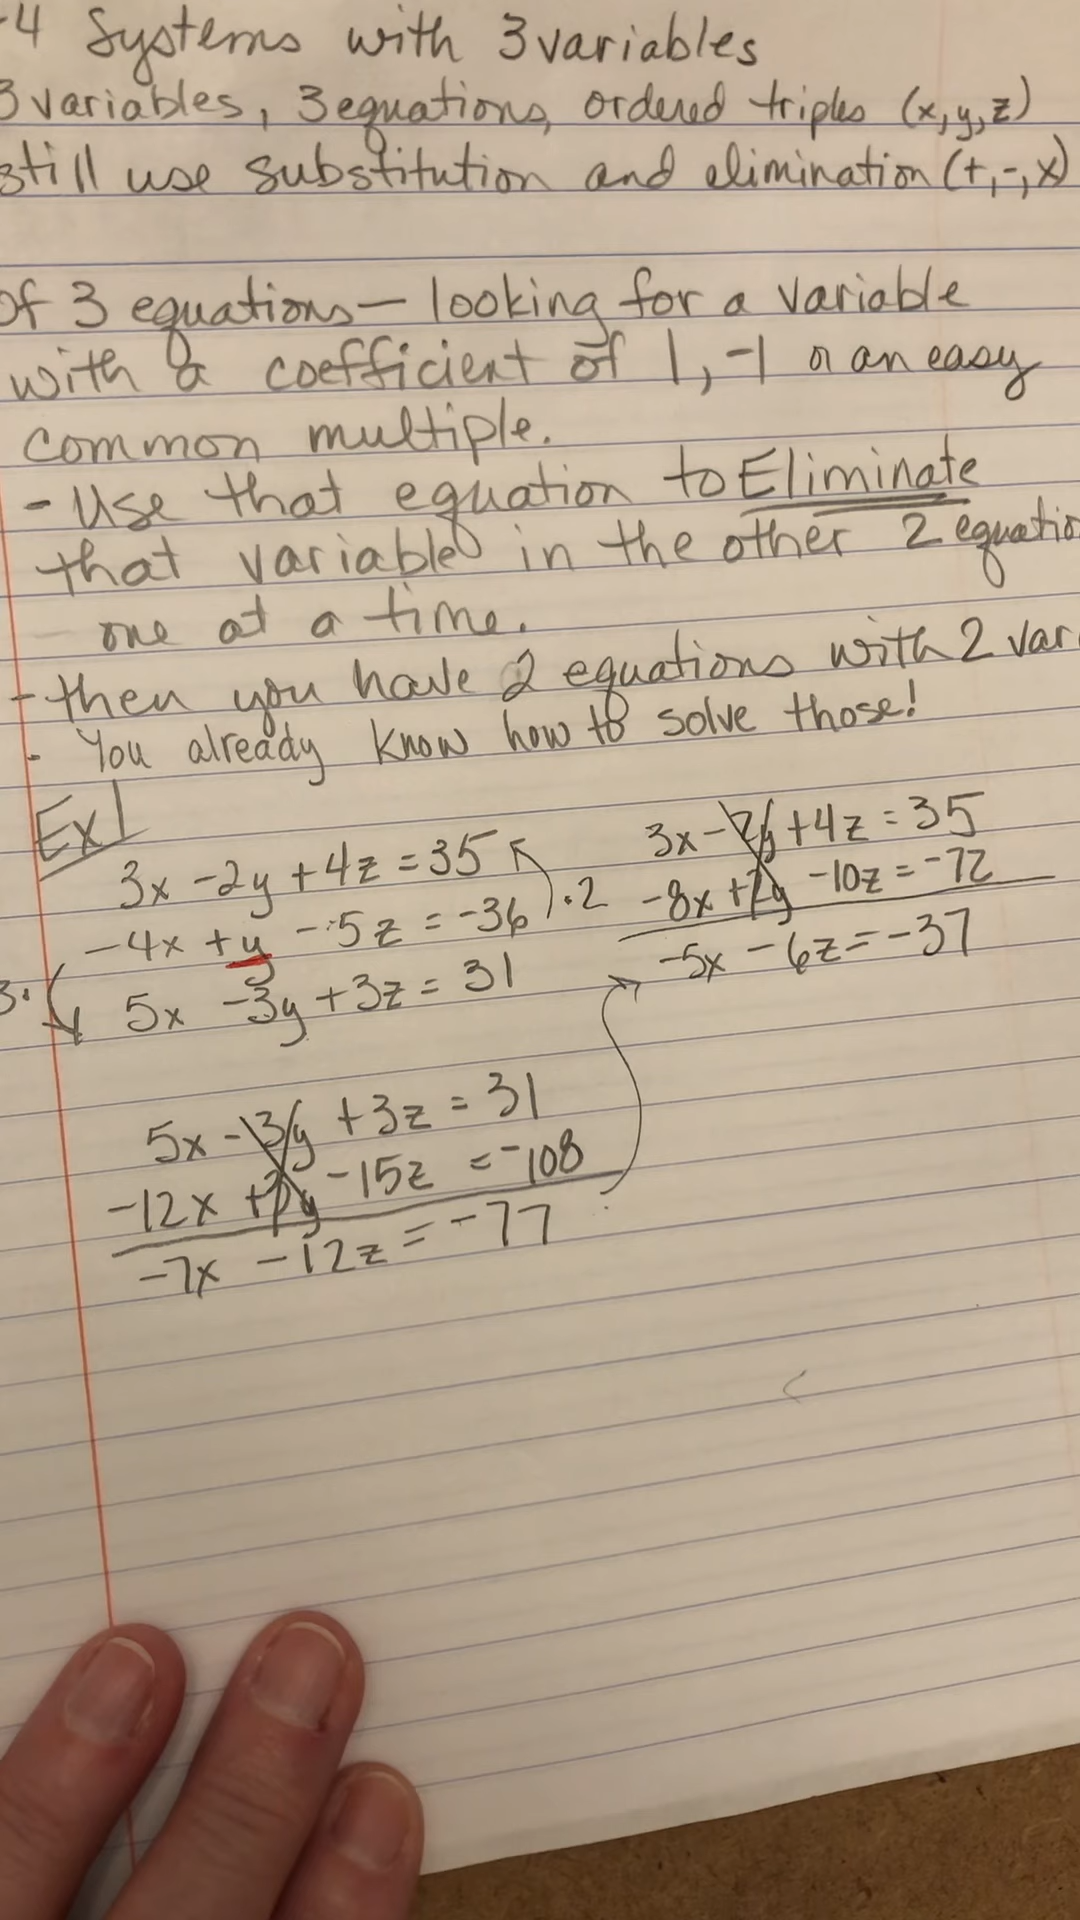 -4 Systems with 3 variables
3 variables, 3 equations, ordered triples (x,y,z)
still use substitution and elimination (+,-,x)
of 3 equations— looking for a variable
with a coefficient of 1, -1 or an easy
common multiple.
- Use that equation to Eliminate
that variable in the other 2 equatio
one at a time.
- then you have 2 equations with 2 var
- You already know how to solve those!
Ex 1
3x -2y +4z = 35
-4x +y -5z = -36 ·2
3· 5x -3y +3z = 31
3x -2y +4z = 35
-8x +2y -10z = -72
-5x -6z = -37
5x -3y +3z = 31
-12x +3y -15z = -108
-7x -12z = -77